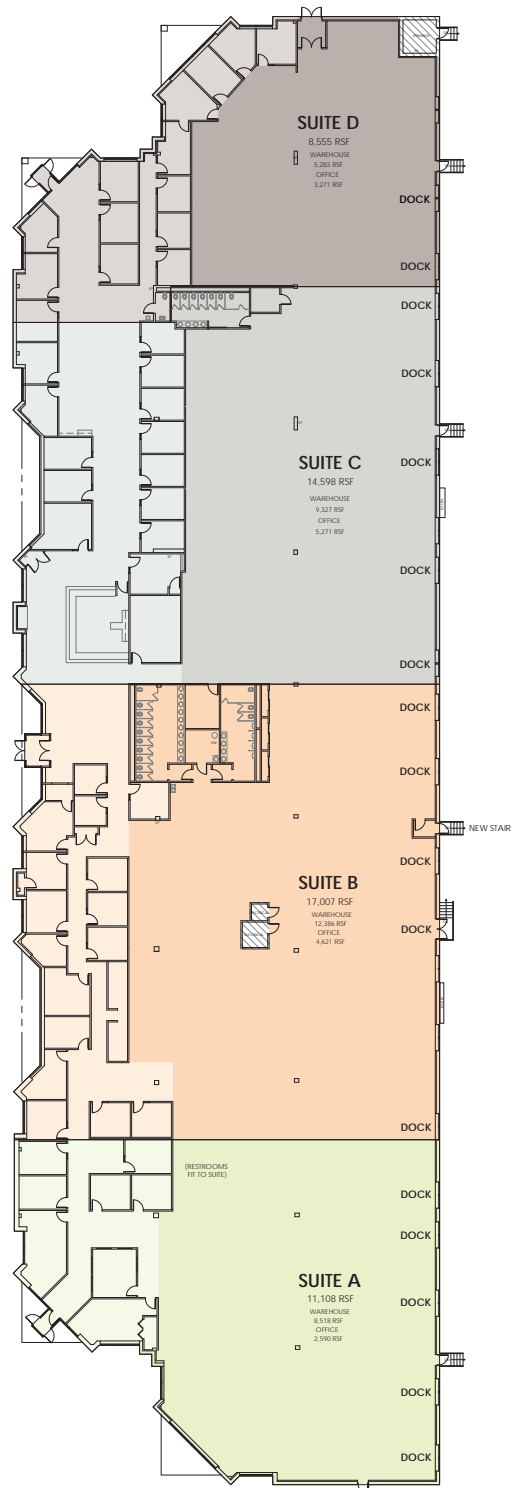 SUITE D
8,555 RSF
WAREHOUSE
5,283 RSF
OFFICE
3,271 RSF
DOCK
DOCK
DOCK
DOCK
SUITE C
14,598 RSF
WAREHOUSE
9,327 RSF
OFFICE
5,271 RSF
DOCK
DOCK
DOCK
DOCK
DOCK
NEW STAIR
DOCK
SUITE B
17,007 RSF
WAREHOUSE
12,386 RSF
OFFICE
4,621 RSF
DOCK
DOCK
(RESTROOMS
FIT TO SUITE)
DOCK
DOCK
SUITE A
11,108 RSF
WAREHOUSE
8,518 RSF
OFFICE
2,590 RSF
DOCK
DOCK
DOCK